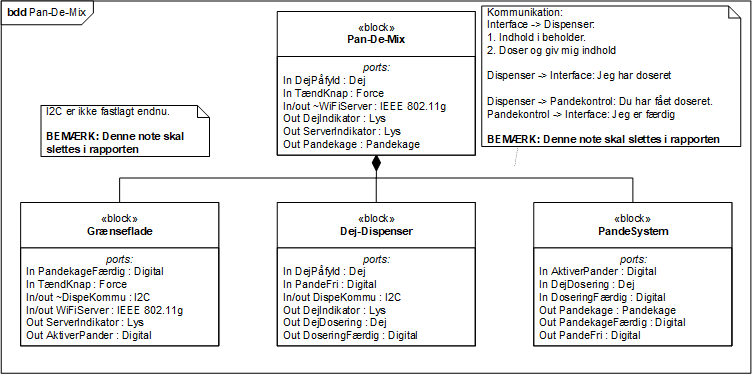 bdd Pan-De-Mix
«block»
Pan-De-Mix
ports:
In DejPåfyld : Dej
In TændKnap : Force
In/out ~WiFiServer : IEEE 802.11g
Out DejIndikator : Lys
Out ServerIndikator : Lys
Out Pandekage : Pandekage
Kommunikation:
Interface -> Dispenser:
1. Indhold i beholder.
2. Doser og giv mig indhold
Dispenser -> Interface: Jeg har doseret
Dispenser -> Pandekontrol: Du har fået doseret.
Pandekontrol -> Interface: Jeg er færdig
BEMÆRK: Denne note skal slettes i rapporten
I2C er ikke fastlagt endnu.
BEMÆRK: Denne note skal
slettes i rapporten
«block»
Grænseflade
ports:
In PandekageFærdig : Digital
In TændKnap : Force
In/out ~DispeKommu : I2C
In/out WiFiServer : IEEE 802.11g
Out ServerIndikator : Lys
Out AktiverPander : Digital
«block»
Dej-Dispenser
ports:
In DejPåfyld : Dej
In PandeFri : Digital
In/out DispeKommu : I2C
Out DejIndikator : Lys
Out DejDosering : Dej
Out DoseringFærdig : Digital
«block»
PandeSystem
ports:
In AktiverPander : Digital
In DejDosering : Dej
In DoseringFærdig : Digital
Out Pandekage : Pandekage
Out PandekageFærdig : Digital
Out PandeFri : Digital